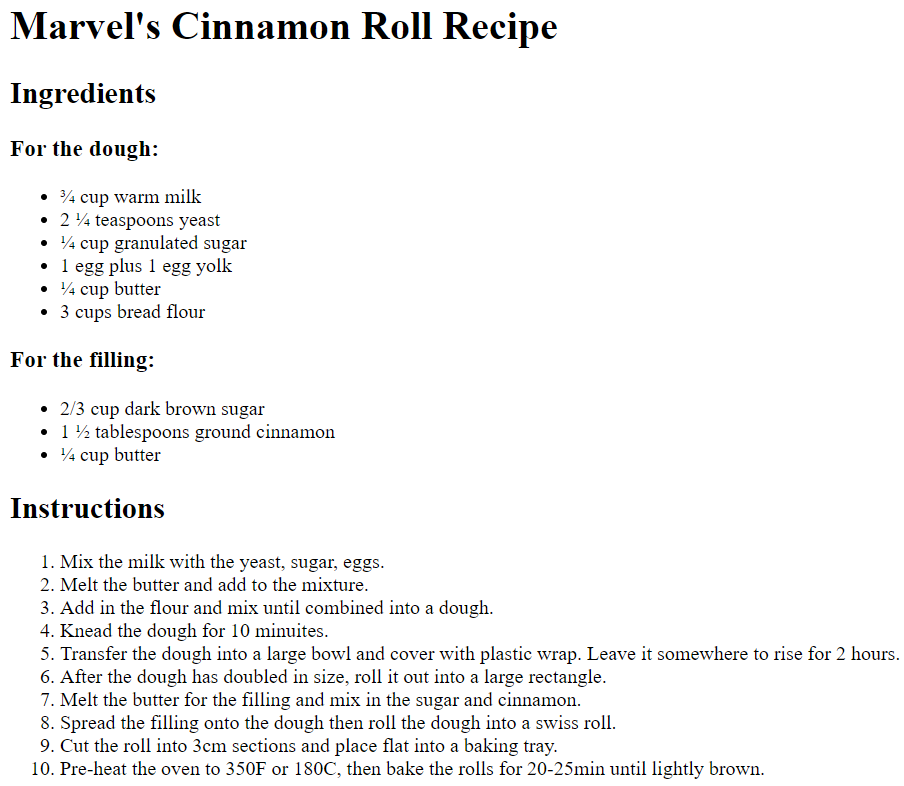 Marvel's Cinnamon Roll Recipe
Ingredients
For the dough:
• ¾ cup warm milk
• 2 ¼ teaspoons yeast
• ¼ cup granulated sugar
• 1 egg plus 1 egg yolk
• ¼ cup butter
• 3 cups bread flour
For the filling:
• 2/3 cup dark brown sugar
• 1 ½ tablespoons ground cinnamon
• ¼ cup butter
Instructions
1. Mix the milk with the yeast, sugar, eggs.
2. Melt the butter and add to the mixture.
3. Add in the flour and mix until combined into a dough.
4. Knead the dough for 10 minuites.
5. Transfer the dough into a large bowl and cover with plastic wrap. Leave it somewhere to rise for 2 hours.
6. After the dough has doubled in size, roll it out into a large rectangle.
7. Melt the butter for the filling and mix in the sugar and cinnamon.
8. Spread the filling onto the dough then roll the dough into a swiss roll.
9. Cut the roll into 3cm sections and place flat into a baking tray.
10. Pre-heat the oven to 350F or 180C, then bake the rolls for 20-25min until lightly brown.